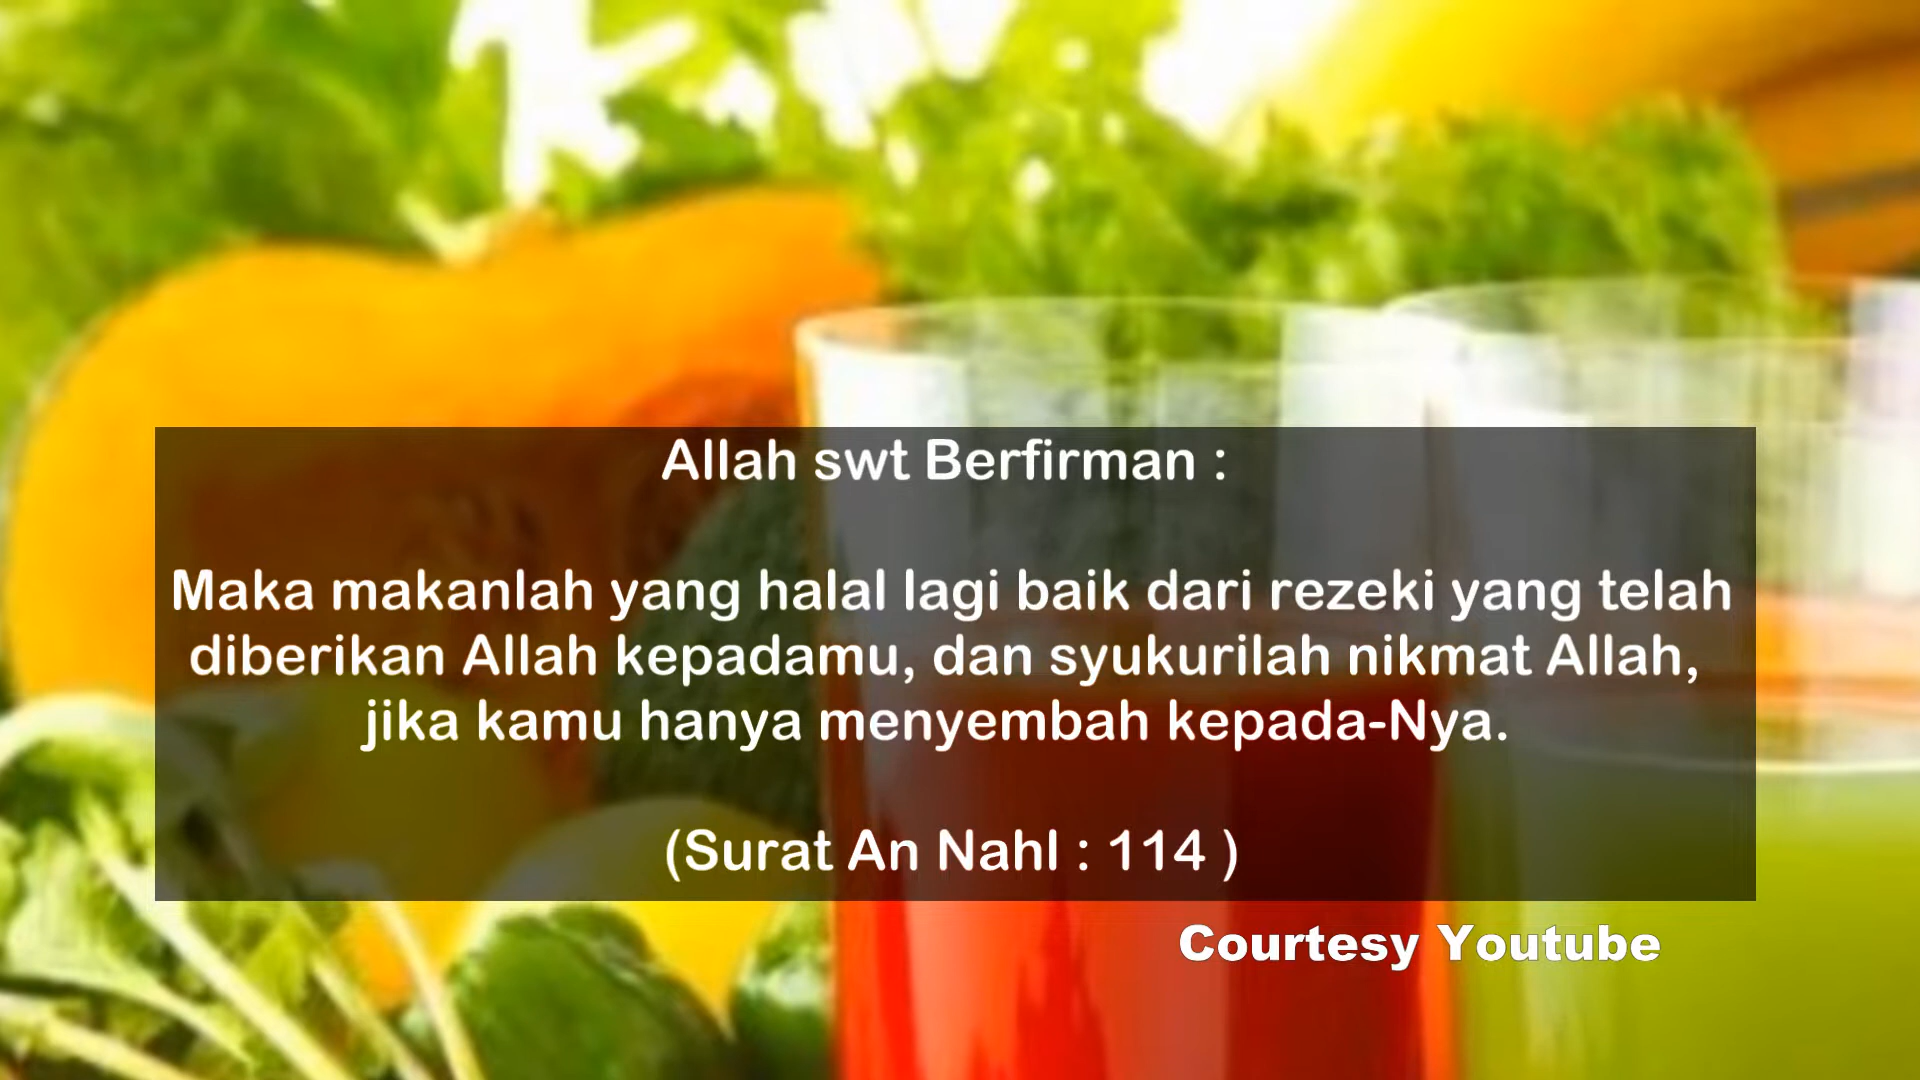 Allah swt Berfirman :
Maka makanlah yang halal lagi baik dari rezeki yang telah
diberikan Allah kepadamu, dan syukurilah nikmat Allah,
jika kamu hanya menyembah kepada-Nya.
(Surat An Nahl : 114 )
Courtesy Youtube